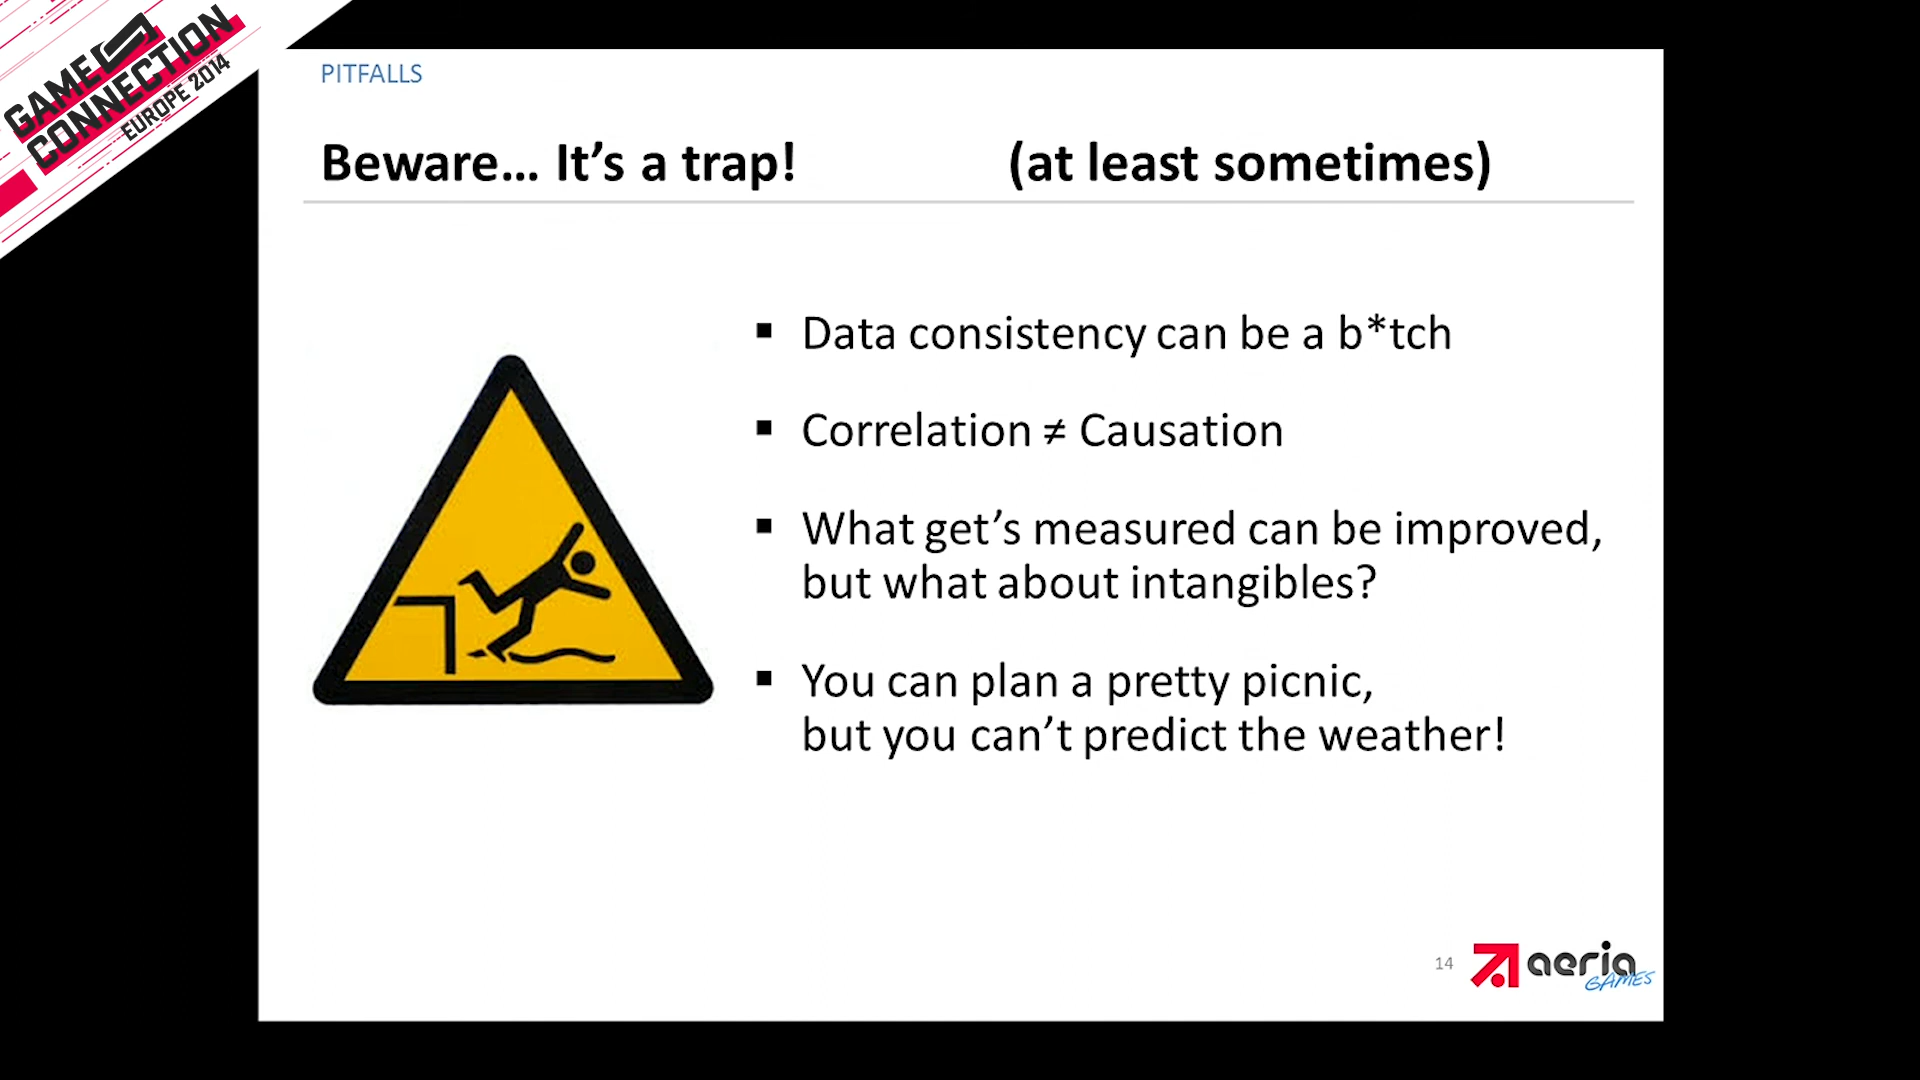 GAME
CONNECTION
EUROPE 2014
PITFALLS
Beware... It’s a trap! (at least sometimes)
▪ Data consistency can be a b*tch
▪ Correlation ≠ Causation
▪ What get’s measured can be improved,
but what about intangibles?
▪ You can plan a pretty picnic,
but you can’t predict the weather!
14
aeria
GAMES